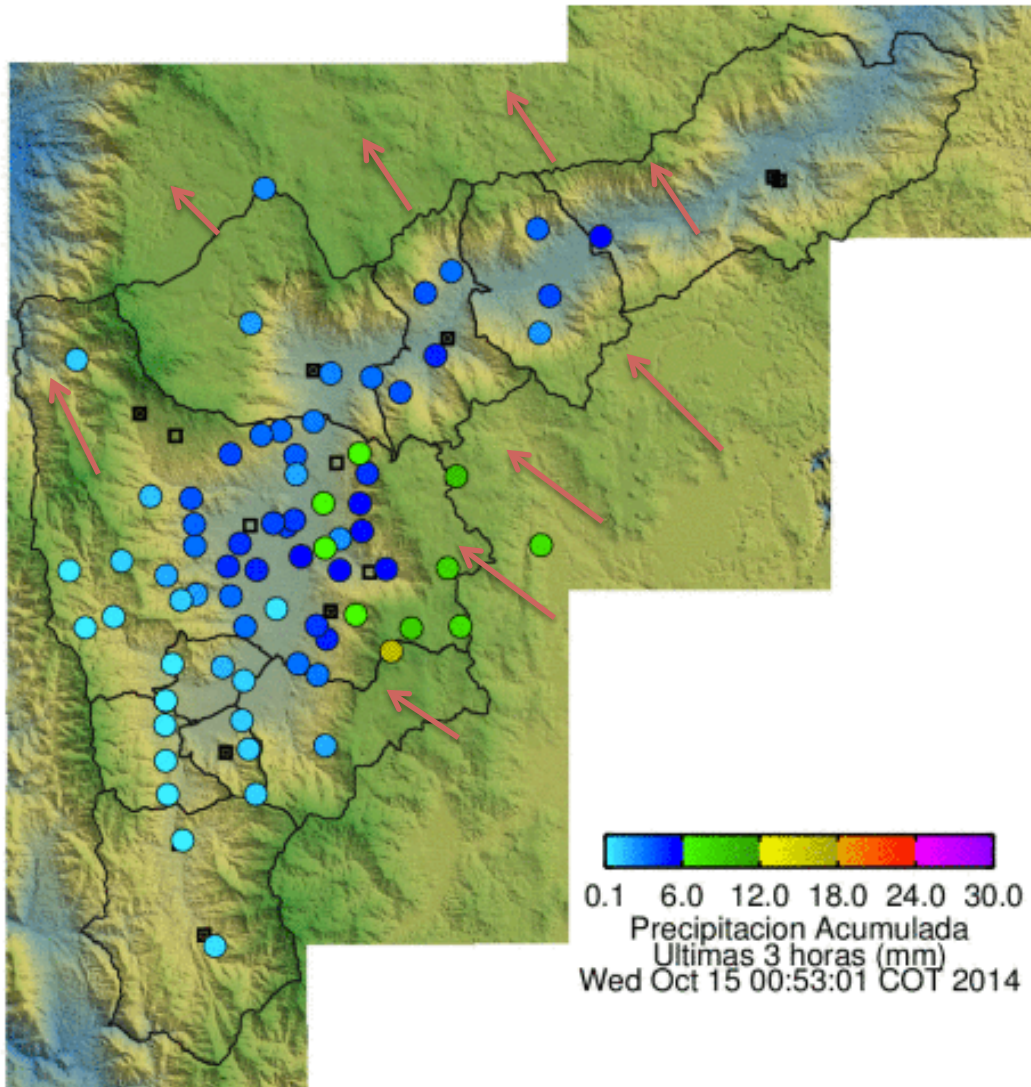 0.1 6.0 12.0 18.0 24.0 30.0
Precipitacion Acumulada
Ultimas 3 horas (mm)
Wed Oct 15 00:53:01 COT 2014